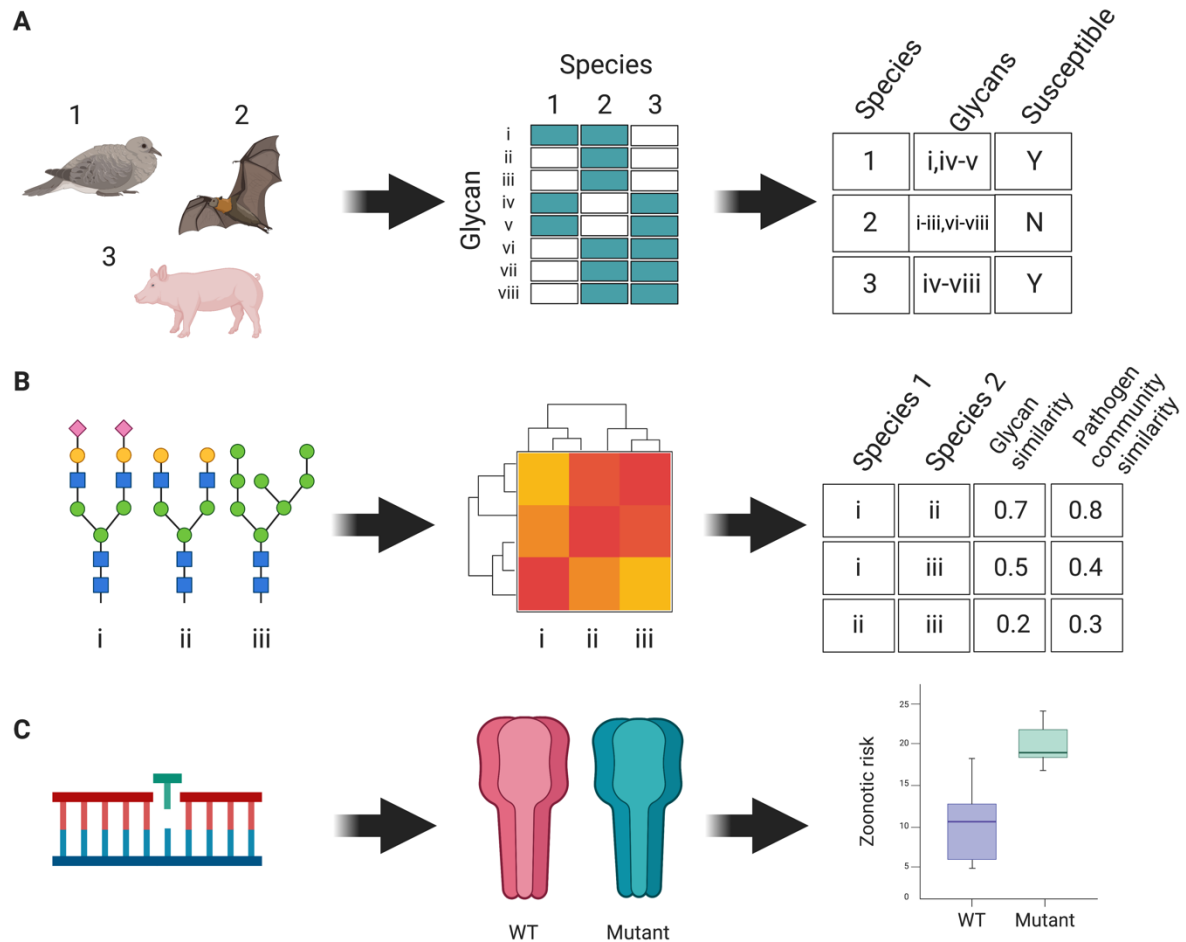 A
1
2
3
Species
1 2 3
Glycan
i
ii
iii
iv
v
vi
vii
viii
Species Glycans Susceptible
1 i,iv-v Y
2 i-iii,vi-viii N
3 iv-viii Y
B
i ii iii
i ii iii
Species 1 Species 2 Glycan similarity Pathogen community similarity
i ii 0.7 0.8
i iii 0.5 0.4
ii iii 0.2 0.3
C
WT Mutant
Zoonotic risk
25
20
15
10
5
0
WT Mutant